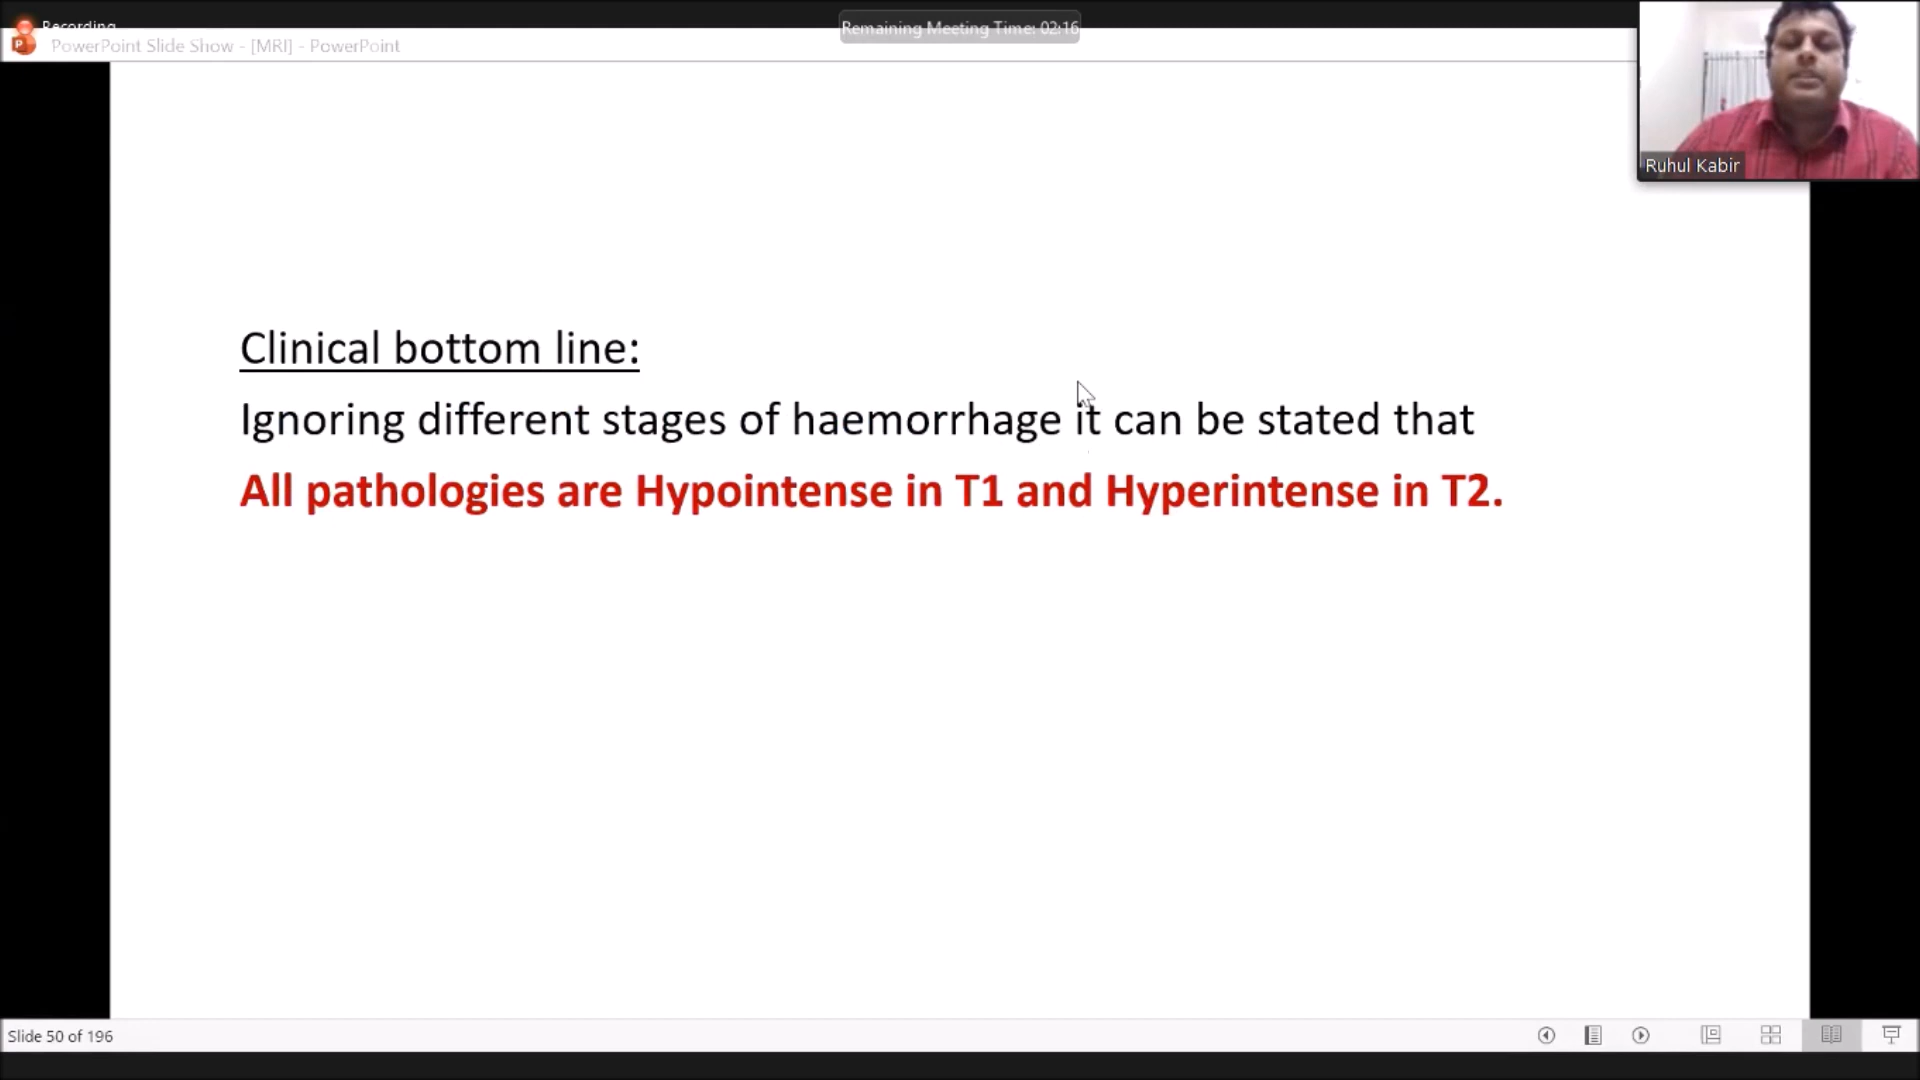 Recording
Remaining Meeting Time: 02:16
PowerPoint Slide Show - [MRI] - PowerPoint
Ruhul Kabir
Clinical bottom line:
Ignoring different stages of haemorrhage it can be stated that
All pathologies are Hypointense in T1 and Hyperintense in T2.
Slide 50 of 196